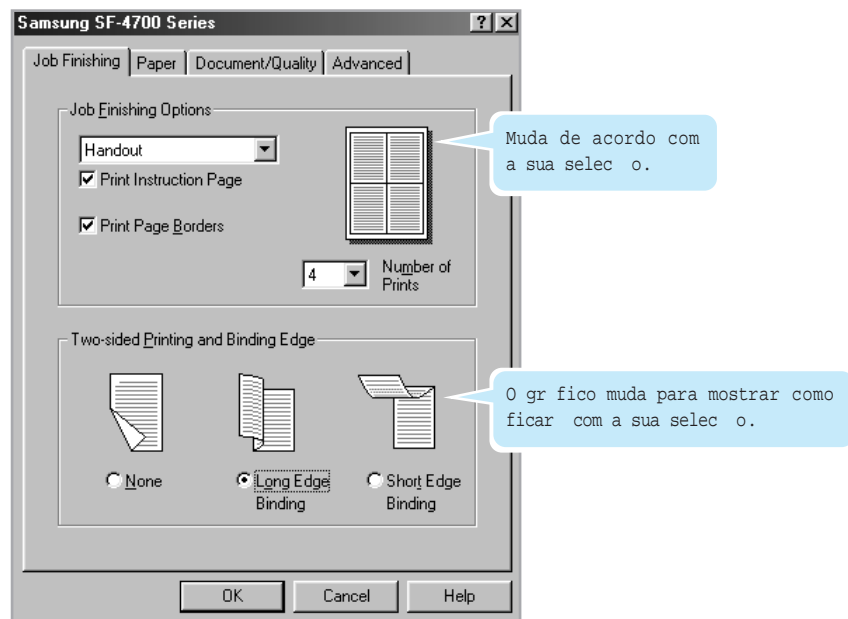 Samsung SF-4700 Series
Job Finishing Paper Document/Quality Advanced
Job Finishing Options
Handout
Print Instruction Page
Print Page Borders
4 Number of
Prints
Muda de acordo com
a sua selec o.
Two-sided Printing and Binding Edge
None
Long Edge
Binding
Short Edge
Binding
O gr fico muda para mostrar como
ficar com a sua selec o.
OK Cancel Help